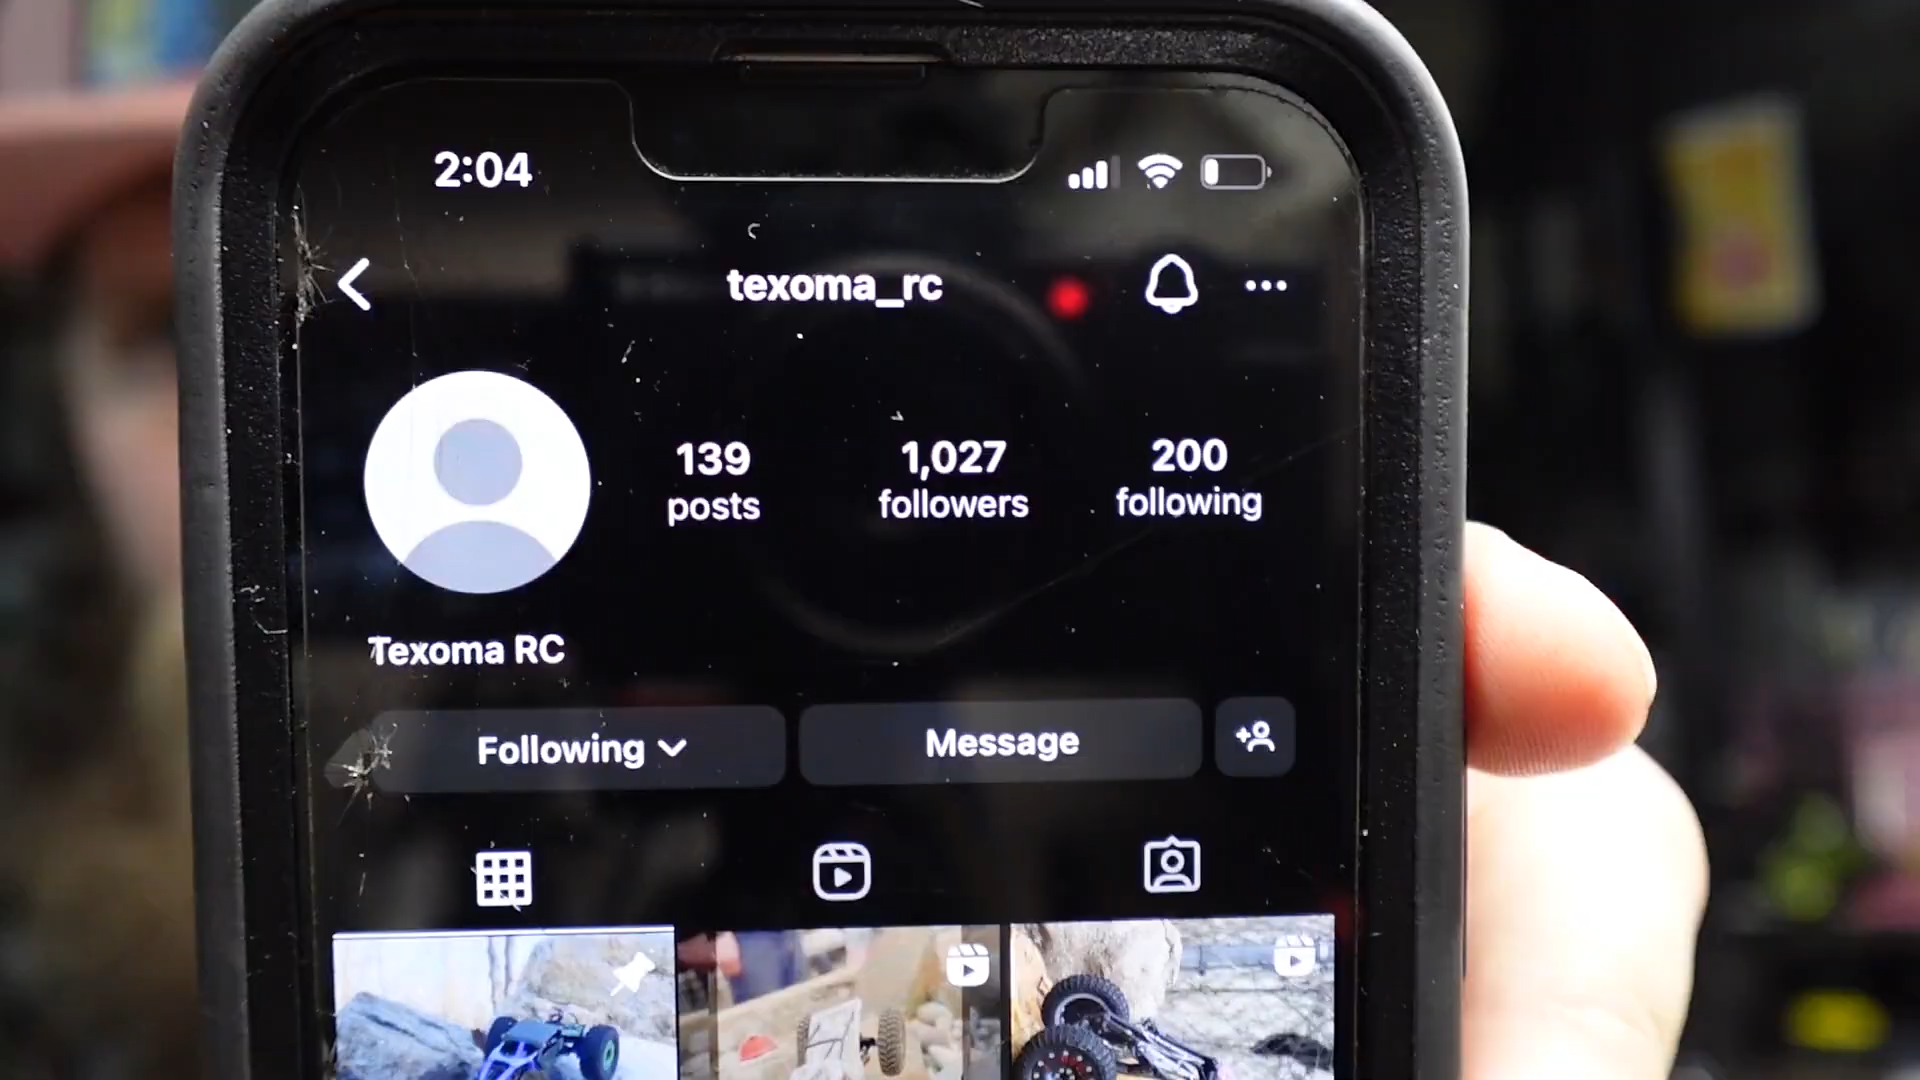 2:04
texoma_rc
139 posts
1,027 followers
200 following
Texoma RC
Following
Message